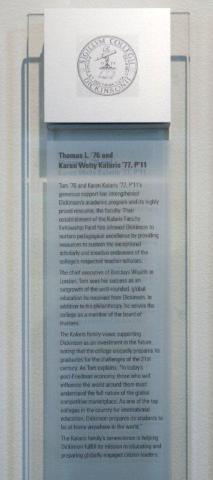 SIGILLUM COLLEGII
DICKINSONII
Thomas L. '76 and
Karen Welty Kolaris '77, P'11
Tom '76 and Karen Kalaris '77, P'11's
generous support has strengthened
Dickinson's academic program and its highly
prized resource, the faculty. Their
establishment of the Kalaris Faculty
Fellowship Fund has allowed Dickinson to
nurture pedagogical excellence by providing
resources to sustain the exceptional
scholarly and creative endeavors of the
college's respected teacher-scholars.
The chief executive of Barclays Wealth in
London, Tom sees his success as an
outgrowth of the well-rounded, global
education he received from Dickinson. In
addition to his philanthropy, he serves the
college as a member of the board of
trustees.
The Kalaris family views supporting
Dickinson as an investment in the future,
noting that the college uniquely prepares its
graduates for the challenges of the 21st
century. As Tom explains, "In today's
post-Friedman economy, those who will
influence the world around them must
understand the full nature of the global
competitive marketplace. As one of the top
colleges in the country for international
education, Dickinson prepares its students to
be at home anywhere in the world."
The Kalaris family's benevolence is helping
Dickinson fulfill its mission in educating and
preparing globally engaged citizen-leaders.